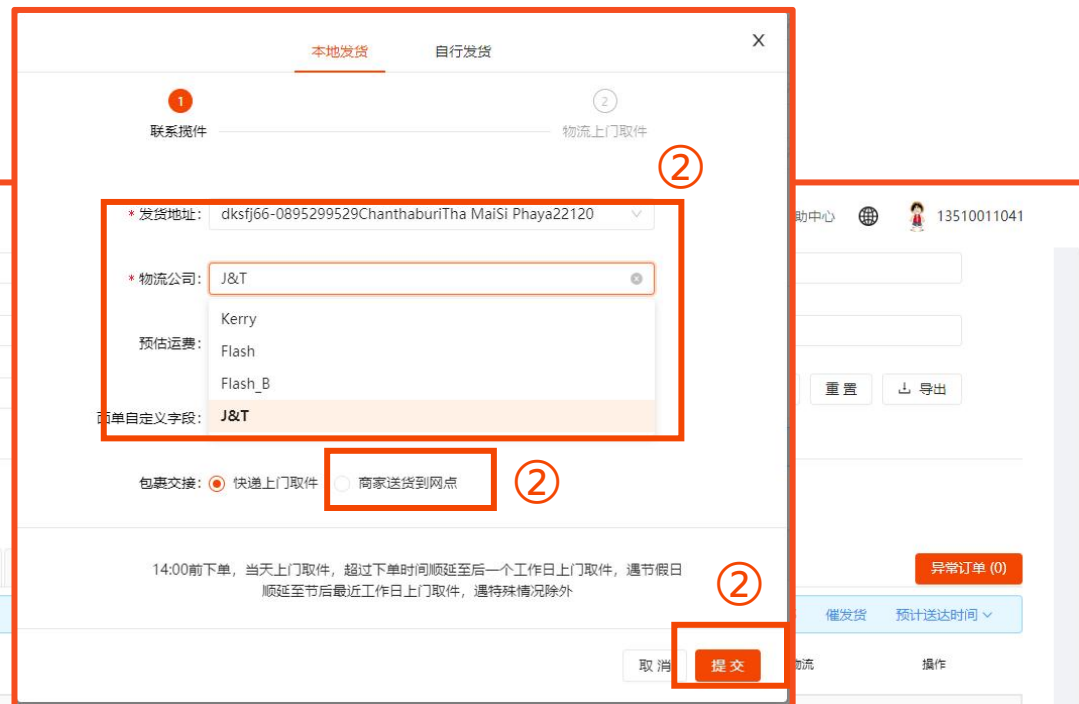 本地发货 自行发货 X
1 2
联系揽件 物流上门取件
②
* 发货地址： dksfj66-0895299529ChanthaburiTha MaiSi Phaya22120
助中心 13510011041
* 物流公司： J&T
Kerry
预估运费：
Flash
Flash_B
重置 导出
面单自定义字段： J&T
包裹交接： 快递上门取件 商家送货到网点
②
14:00前下单，当天上门取件，超过下单时间顺延至后一个工作日上门取件，遇节假日
顺延至节后最近工作日上门取件，遇特殊情况除外
异常订单 (0)
②
催发货 预计送达时间
取消 提交
物流 操作